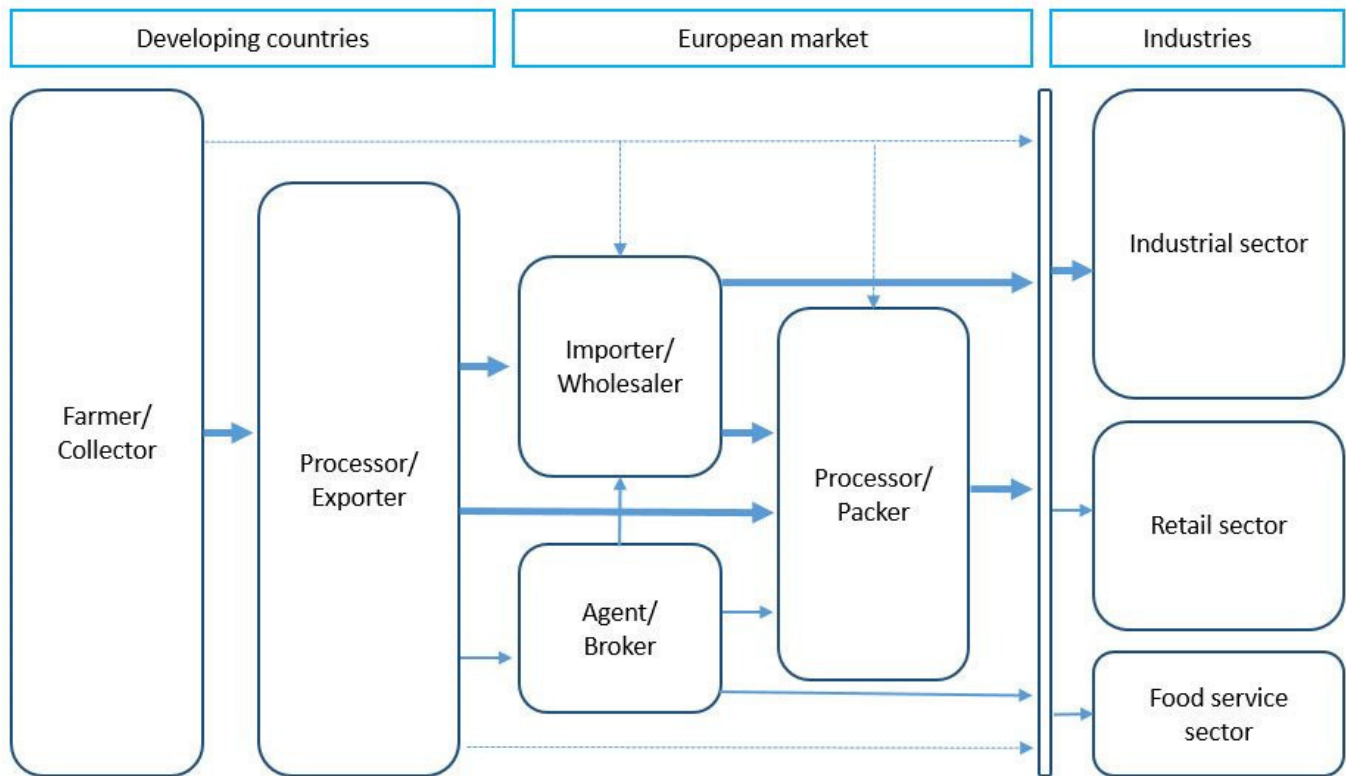 Developing countries
European market
Industries
Farmer/
Collector
Processor/
Exporter
Importer/
Wholesaler
Agent/
Broker
Processor/
Packer
Industrial sector
Retail sector
Food service
sector